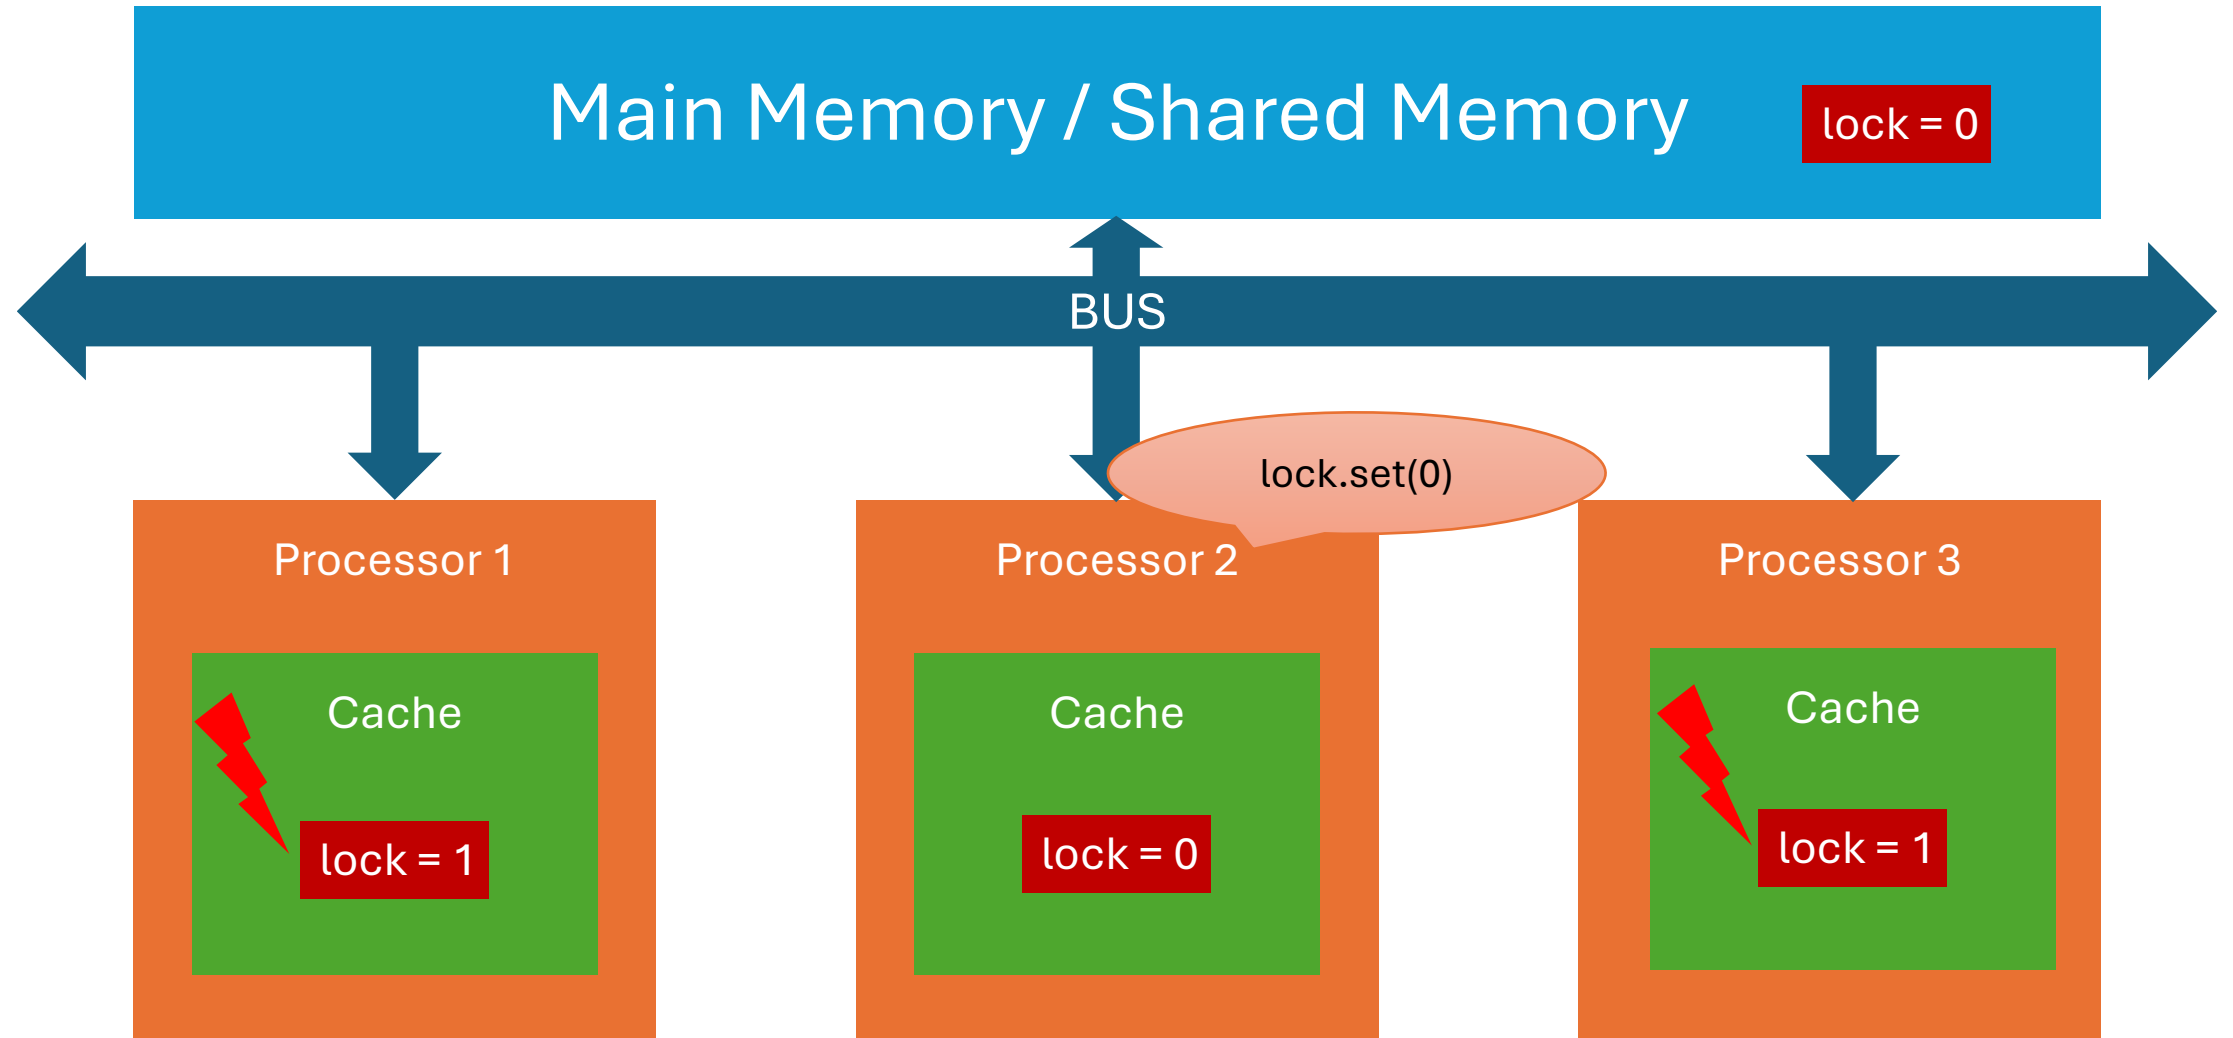 Main Memory / Shared Memory
lock = 0
BUS
lock.set(0)
Processor 1
Processor 2
Processor 3
Cache
Cache
Cache
lock = 1
lock = 0
lock = 1